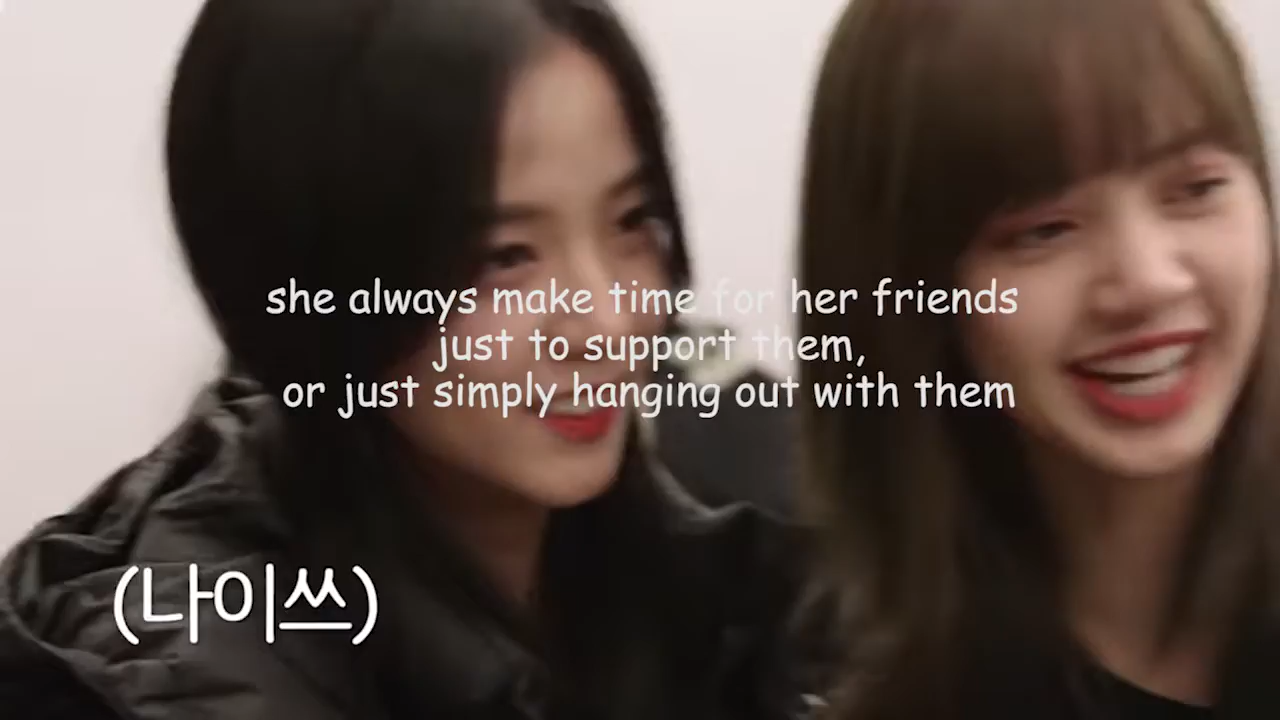 she always make time for her friends
just to support them,
or just simply hanging out with them
(나이쓰)